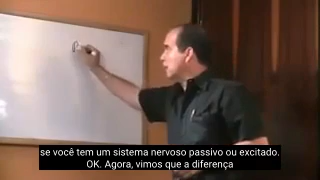 se você tem um sistema nervoso passivo ou excitado.
OK. Agora, vimos que a diferença